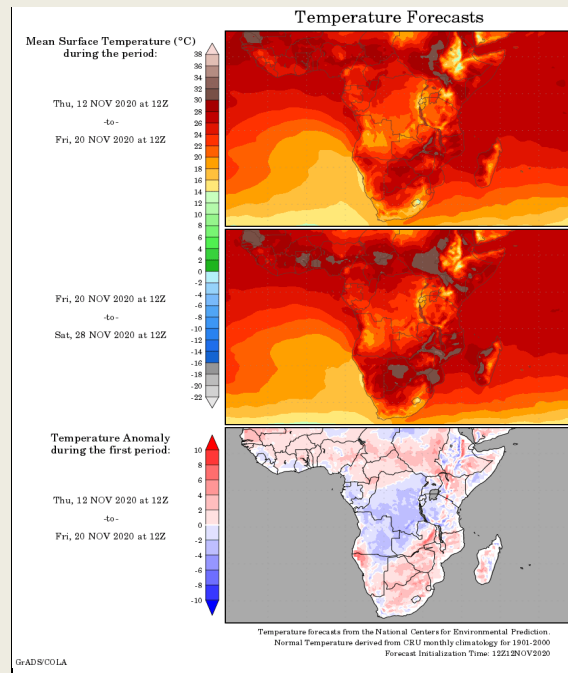 Temperature Forecasts
Mean Surface Temperature (°C)
during the period:
Thu, 12 NOV 2020 at 12Z
-to-
Fri, 20 NOV 2020 at 12Z
38
36
34
32
30
28
26
24
22
20
18
16
14
12
10
8
6
4
2
0
-2
-4
-6
-8
-10
-12
-14
-16
-18
-20
-22
Fri, 20 NOV 2020 at 12Z
-to-
Sat, 28 NOV 2020 at 12Z
Temperature Anomaly
during the first period:
Thu, 12 NOV 2020 at 12Z
-to-
Fri, 20 NOV 2020 at 12Z
10
8
6
4
2
0
-2
-4
-6
-8
-10
Temperature forecasts from the National Centers for Environmental Prediction.
Normal Temperature derived from CRU monthly climatology for 1901-2000
Forecast Initialization Time: 12Z12NOV2020
GrADS/COLA